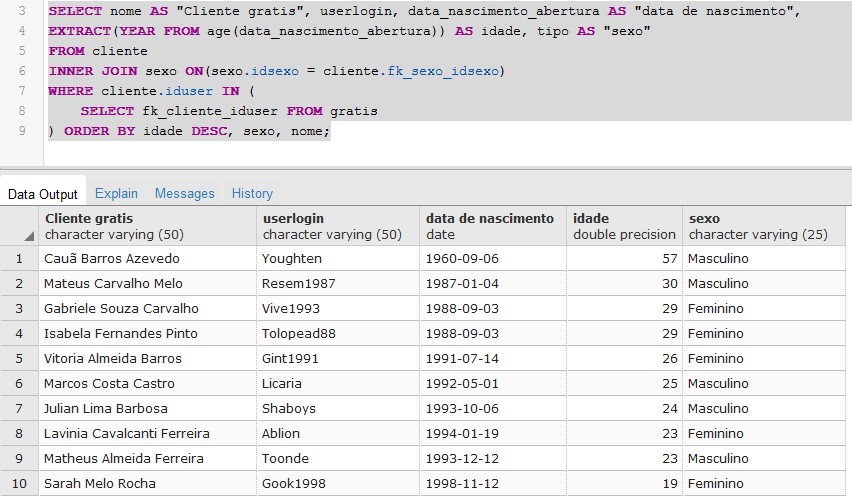 3 SELECT nome AS "Cliente gratis", userlogin, data_nascimento_abertura AS "data de nascimento",
4 EXTRACT(YEAR FROM age(data_nascimento_abertura)) AS idade, tipo AS "sexo"
5 FROM cliente
6 INNER JOIN sexo ON(sexo.idsexo = cliente.fk_sexo_idsexo)
7 WHERE cliente.iduser IN (
8 SELECT fk_cliente_iduser FROM gratis
9 ) ORDER BY idade DESC, sexo, nome;
Data Output Explain Messages History
Cliente gratis userlogin data de nascimento idade sexo
character varying (50) character varying (50) date double precision character varying (25)
1 Cauã Barros Azevedo Youghten 1960-09-06 57 Masculino
2 Mateus Carvalho Melo Resem1987 1987-01-04 30 Masculino
3 Gabriele Souza Carvalho Vive1993 1988-09-03 29 Feminino
4 Isabela Fernandes Pinto Tolopead88 1988-09-03 29 Feminino
5 Vitoria Almeida Barros Gint1991 1991-07-14 26 Feminino
6 Marcos Costa Castro Licaria 1992-05-01 25 Masculino
7 Julian Lima Barbosa Shaboys 1993-10-06 24 Masculino
8 Lavinia Cavalcanti Ferreira Ablion 1994-01-19 23 Feminino
9 Matheus Almeida Ferreira Toonde 1993-12-12 23 Masculino
10 Sarah Melo Rocha Gook1998 1998-11-12 19 Feminino